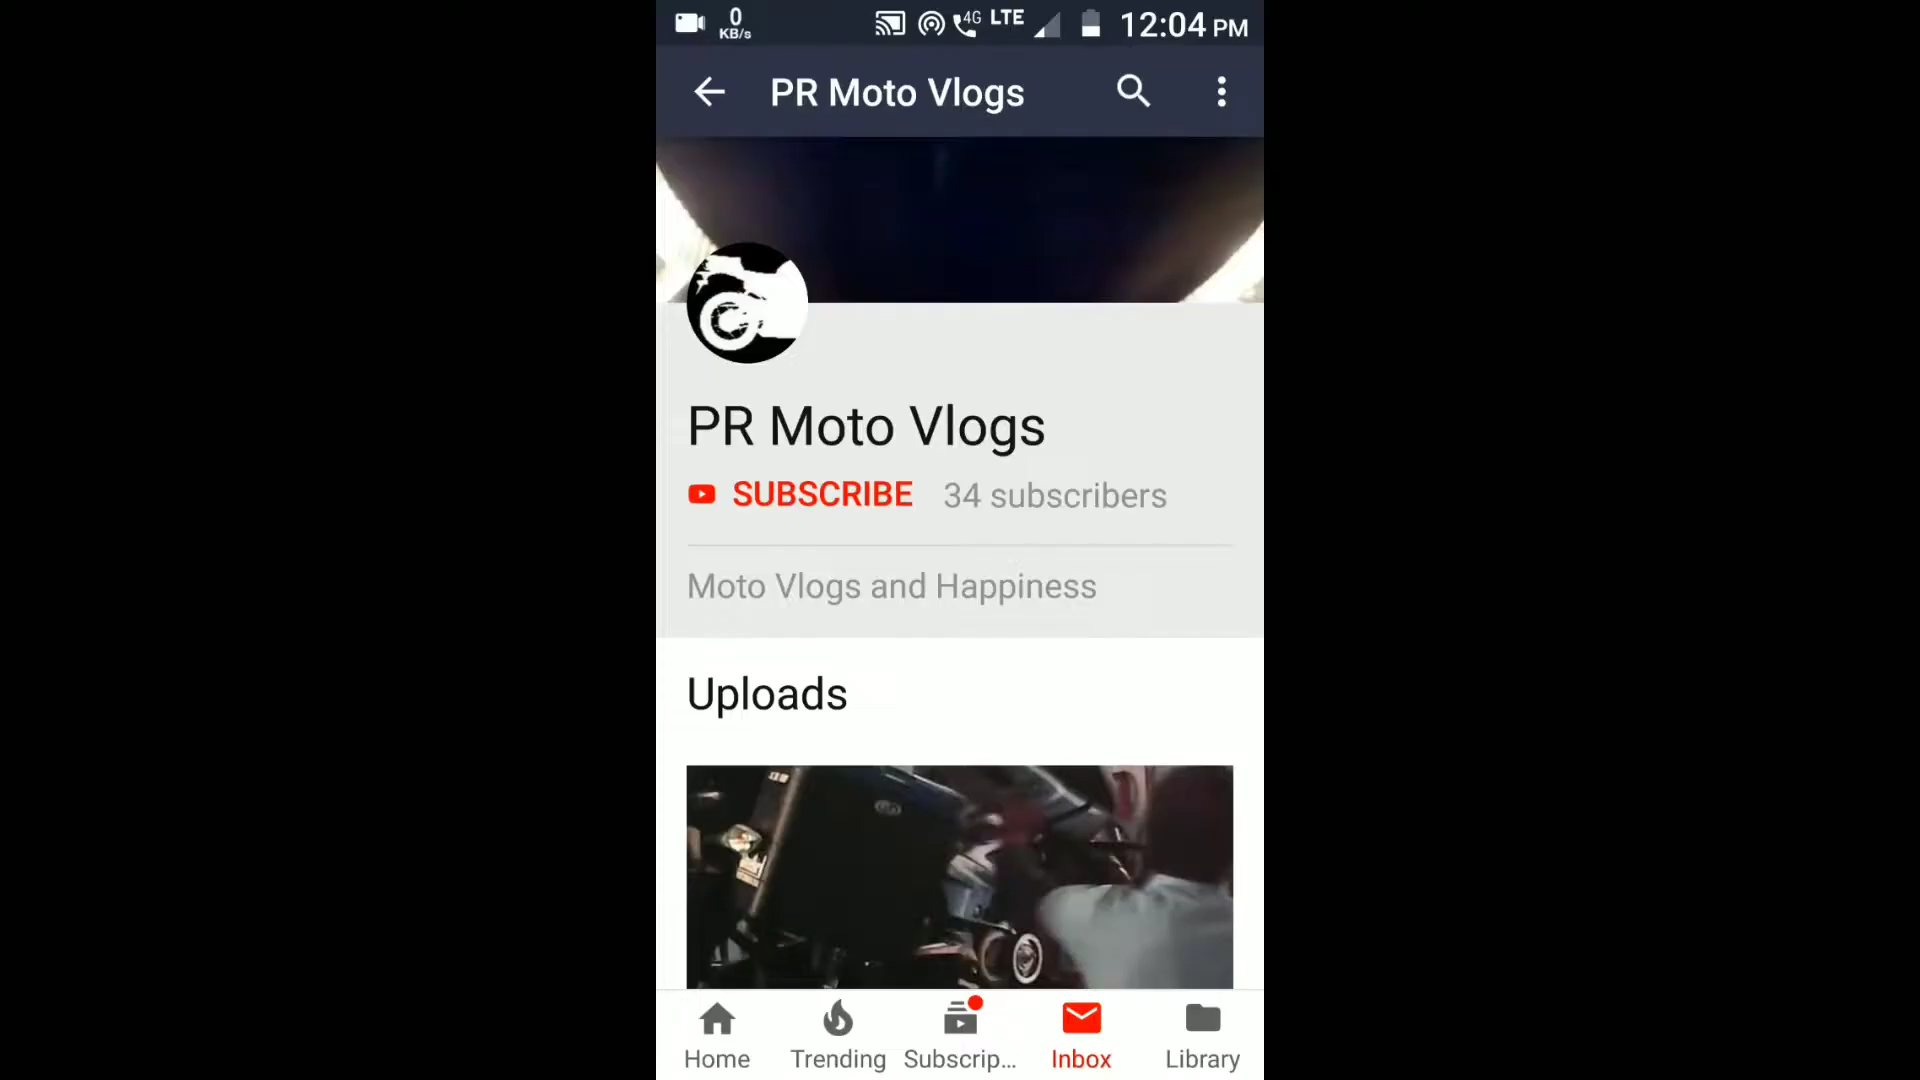 0
KB/s
4G LTE
12:04 PM
PR Moto Vlogs
PR Moto Vlogs
SUBSCRIBE 34 subscribers
Moto Vlogs and Happiness
Uploads
Home Trending Subscrip... Inbox Library